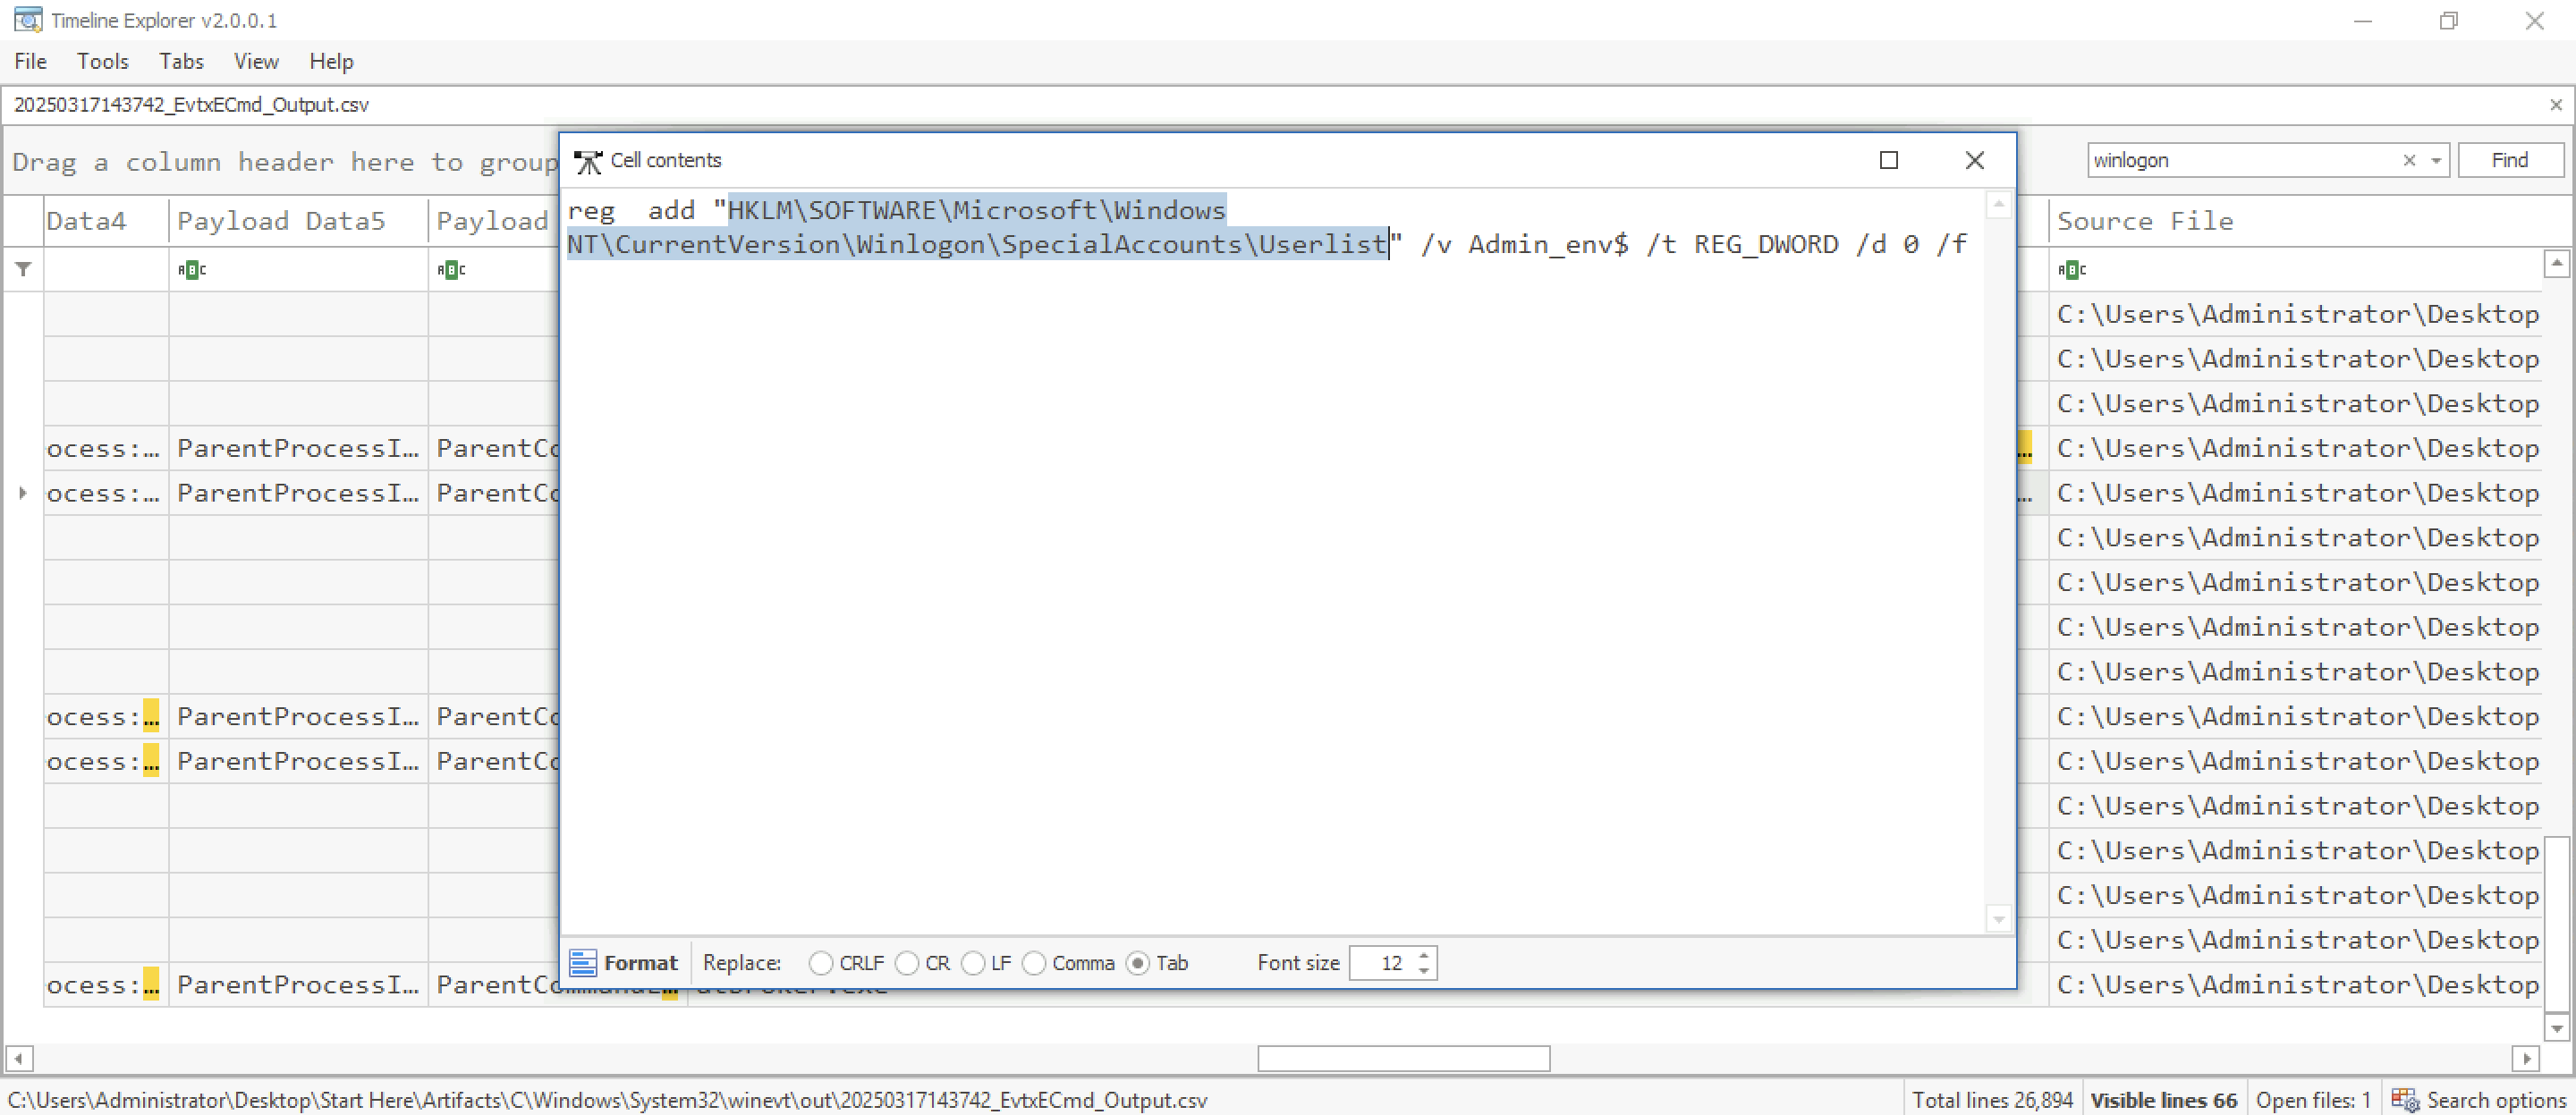 Timeline Explorer v2.0.0.1
File Tools Tabs View Help
20250317143742_EvtxECmd_Output.csv
Drag a column header here to group
winlogon
Find
Data4 Payload Data5 Payload Source File
Cell contents
reg  add "HKLM\SOFTWARE\Microsoft\Windows
NT\CurrentVersion\Winlogon\SpecialAccounts\Userlist" /v Admin_env$ /t REG_DWORD /d 0 /f
C:\Users\Administrator\Desktop
C:\Users\Administrator\Desktop
C:\Users\Administrator\Desktop
ocess:… ParentProcessI… ParentCo … C:\Users\Administrator\Desktop
ocess:… ParentProcessI… ParentCo … C:\Users\Administrator\Desktop
C:\Users\Administrator\Desktop
C:\Users\Administrator\Desktop
C:\Users\Administrator\Desktop
C:\Users\Administrator\Desktop
ocess:… ParentProcessI… ParentCo C:\Users\Administrator\Desktop
ocess:… ParentProcessI… ParentCo C:\Users\Administrator\Desktop
C:\Users\Administrator\Desktop
C:\Users\Administrator\Desktop
C:\Users\Administrator\Desktop
C:\Users\Administrator\Desktop
ocess:… ParentProcessI… C:\Users\Administrator\Desktop
Format Replace: CRLF CR LF Comma Tab Font size 12
C:\Users\Administrator\Desktop\Start Here\Artifacts\C\Windows\System32\winevt\out\20250317143742_EvtxECmd_Output.csv
Total lines 26,894 Visible lines 66 Open files: 1 Search options